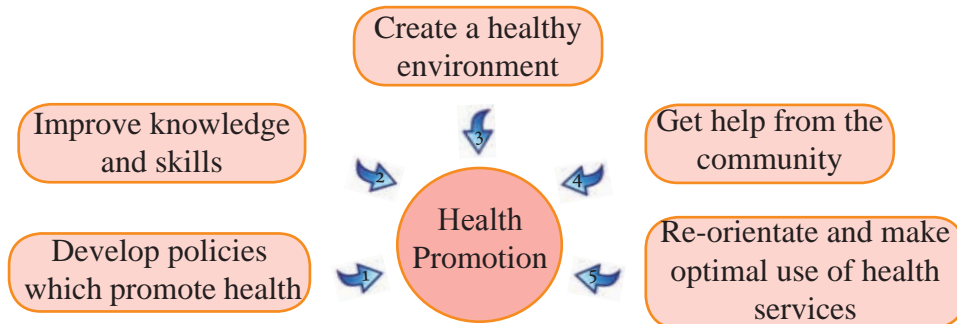 Create a healthy
environment
Improve knowledge
and skills
Get help from the
community
3
2
4
Health
Promotion
Develop policies
which promote health
Re-orientate and make
optimal use of health
services
1
5